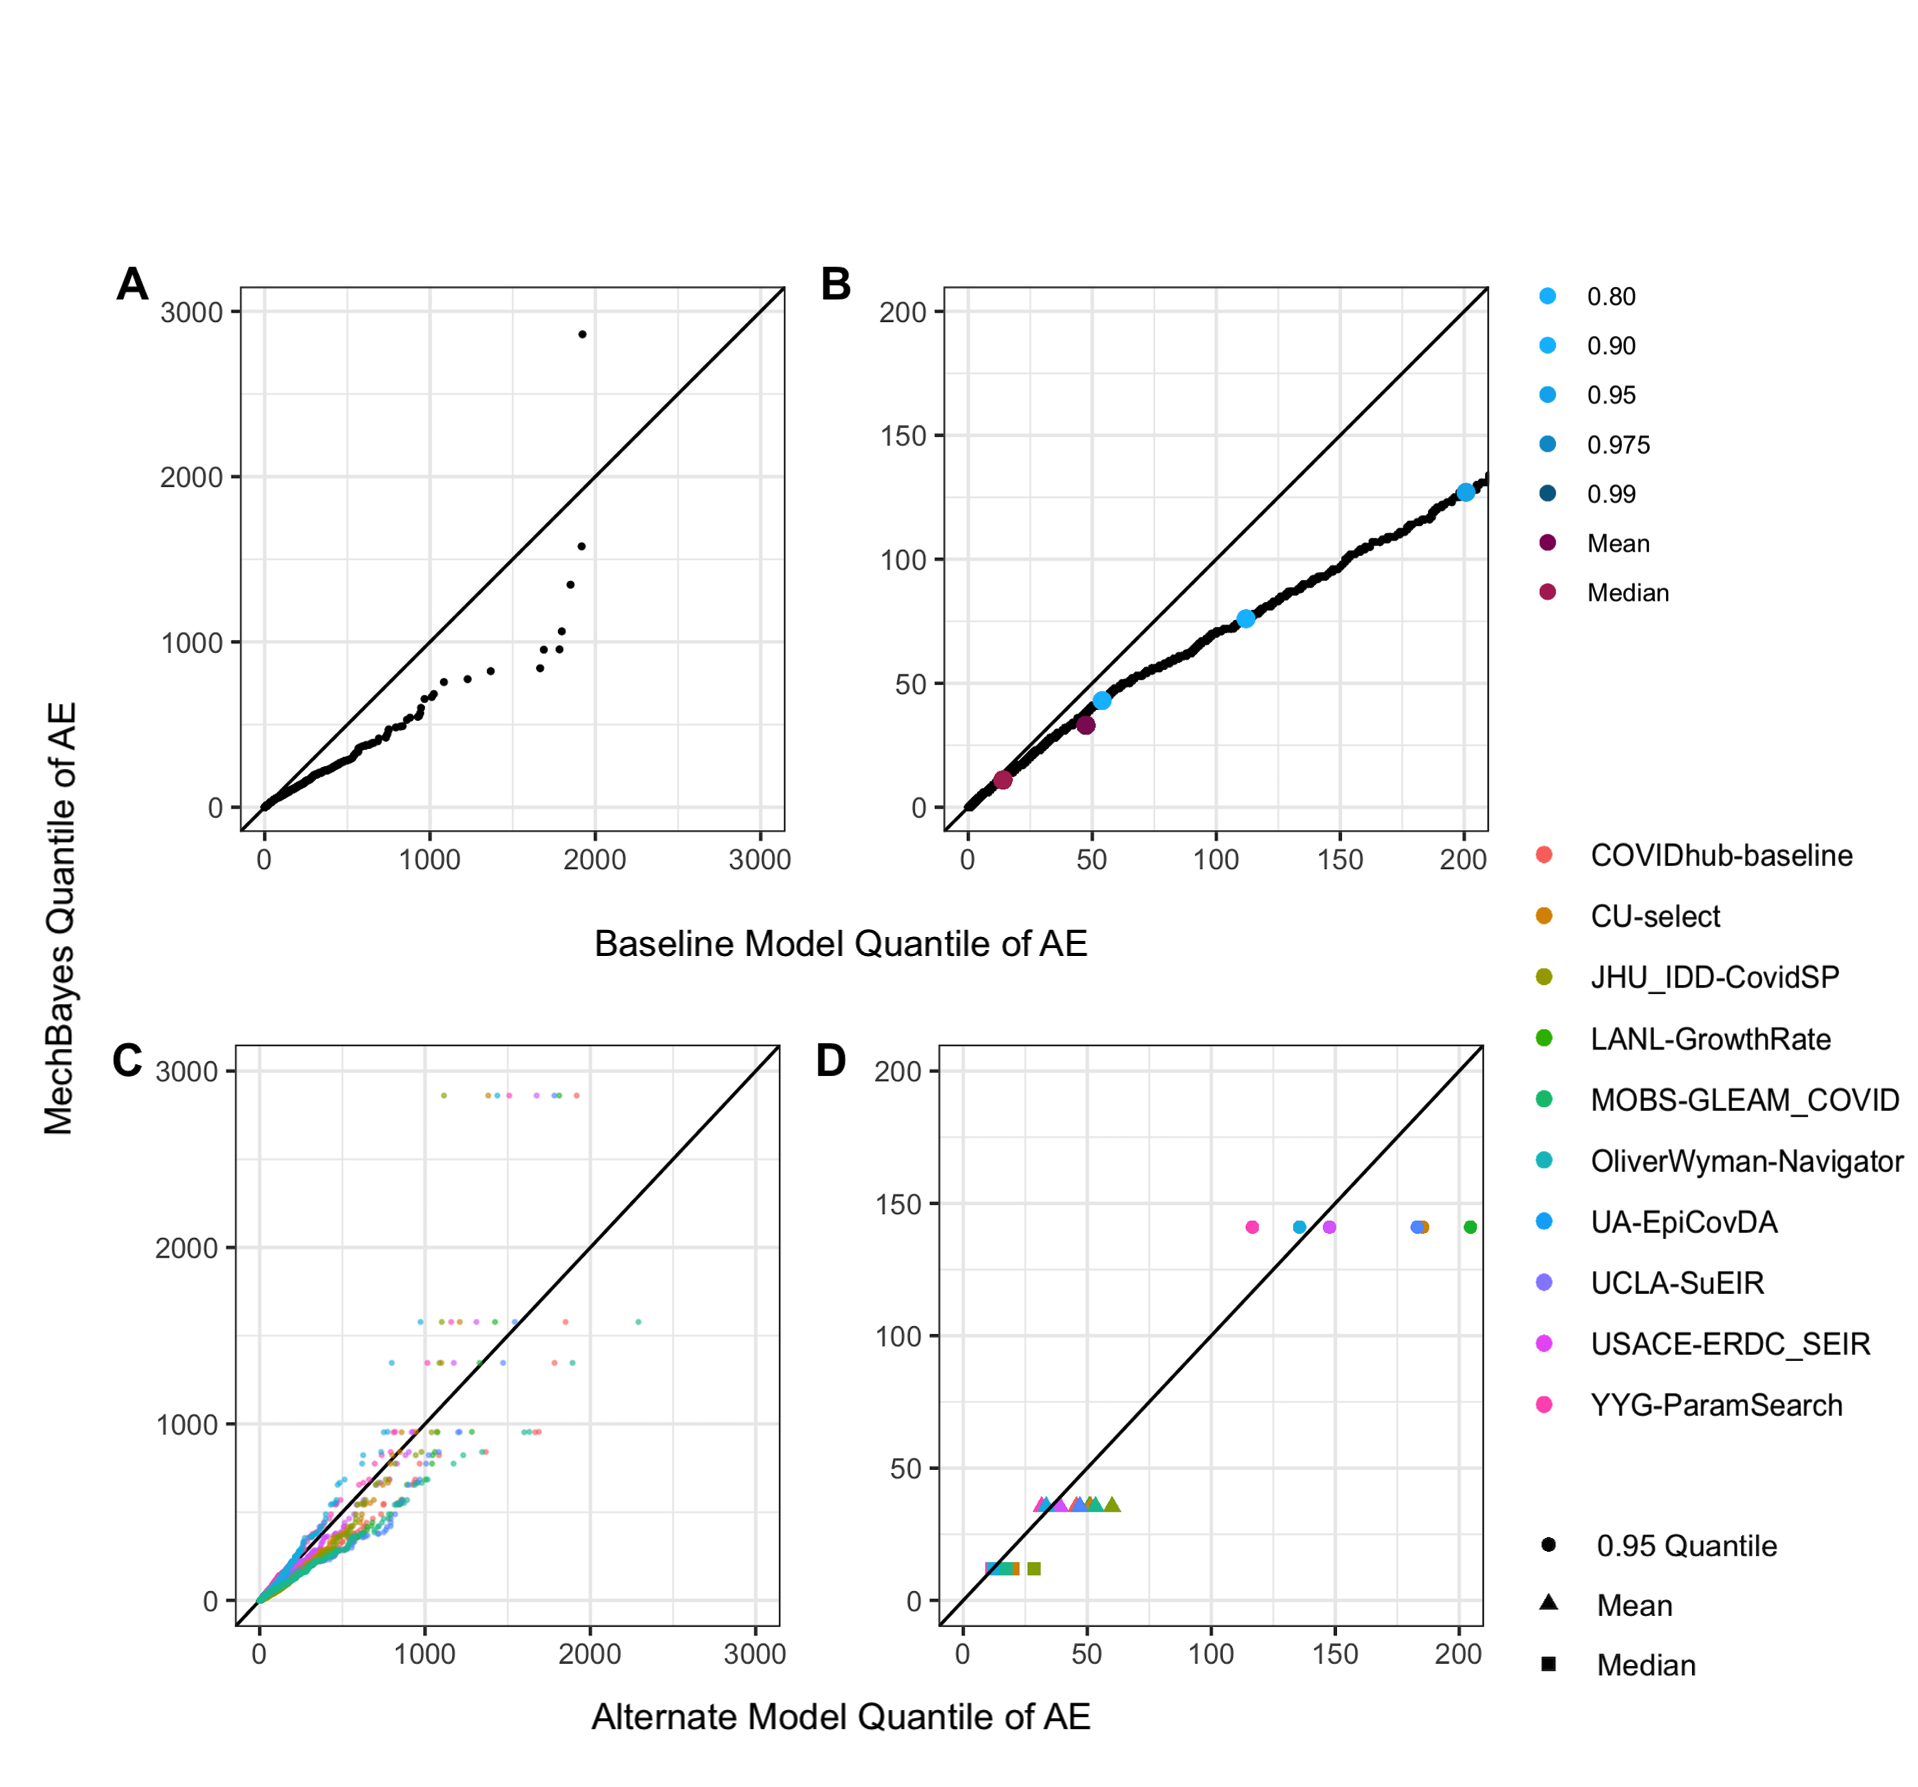 A
B
3000
2000
1000
0
0
1000
2000
3000
200
150
100
50
0
0
50
100
150
200
0.80
0.90
0.95
0.975
0.99
Mean
Median
Baseline Model Quantile of AE
MechBayes Quantile of AE
C
D
3000
2000
1000
0
0
1000
2000
3000
200
150
100
50
0
0
50
100
150
200
Alternate Model Quantile of AE
COVIDhub-baseline
CU-select
JHU_IDD-CovidSP
LANL-GrowthRate
MOBS-GLEAM_COVID
OliverWyman-Navigator
UA-EpiCovDA
UCLA-SuEIR
USACE-ERDC_SEIR
YYG-ParamSearch
0.95 Quantile
Mean
Median